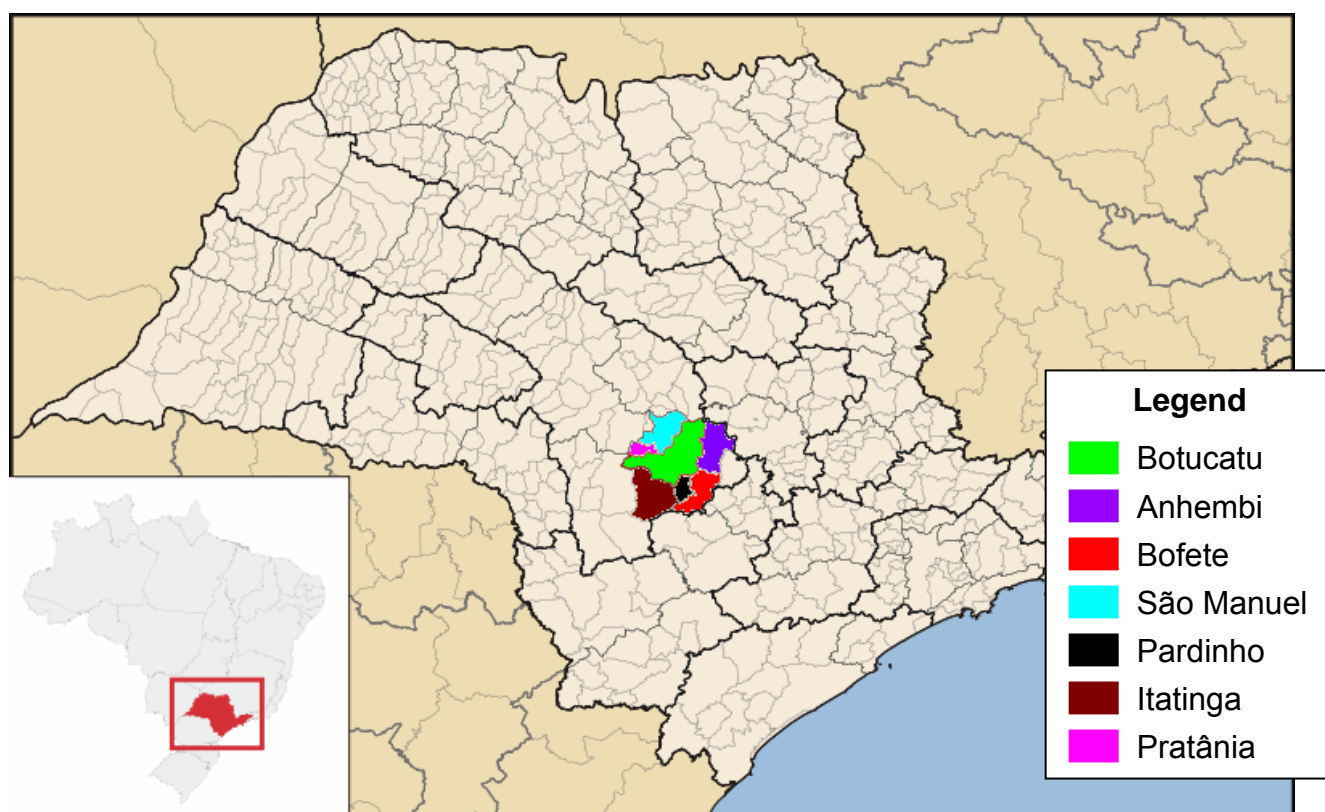 Legend
Botucatu
Anhembi
Bofete
São Manuel
Pardinho
Itatinga
Pratânia